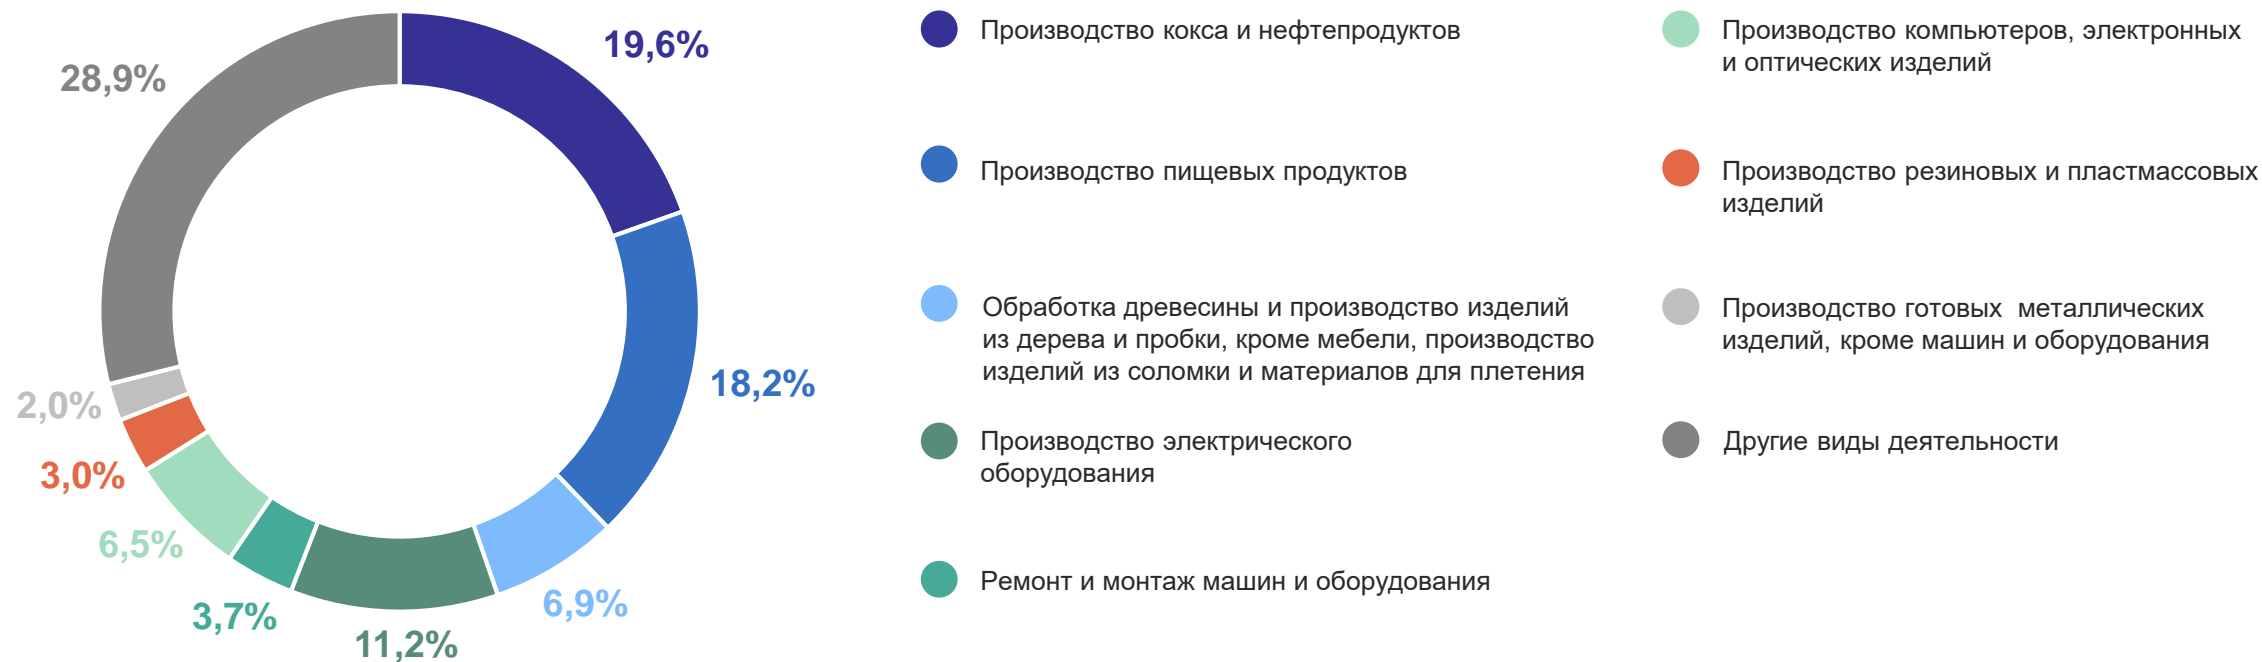 19,6%
28,9%
18,2%
2,0%
3,0%
6,5%
6,9%
3,7%
11,2%
Производство кокса и нефтепродуктов
Производство пищевых продуктов
Обработка древесины и производство изделий
из дерева и пробки, кроме мебели, производство
изделий из соломки и материалов для плетения
Производство электрического
оборудования
Ремонт и монтаж машин и оборудования
Производство компьютеров, электронных
и оптических изделий
Производство резиновых и пластмассовых
изделий
Производство готовых металлических
изделий, кроме машин и оборудования
Другие виды деятельности